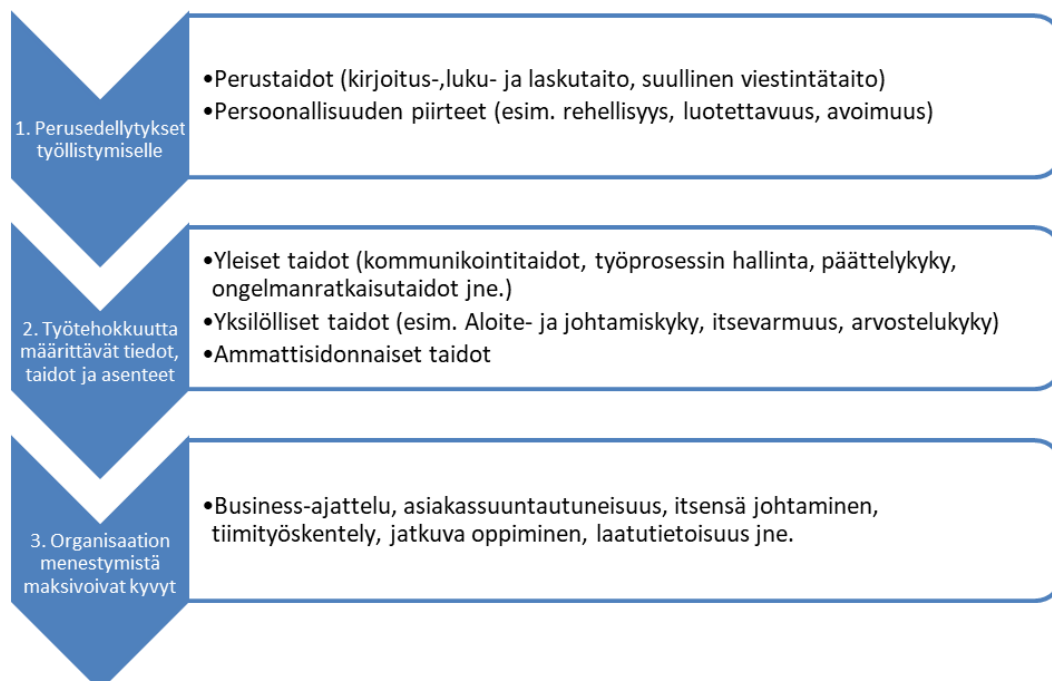 1. Perusedellytykset
työllistymiselle
•Perustaidot (kirjoitus-,luku- ja laskutaito, suullinen viestintätaito)
•Persoonallisuuden piirteet (esim. rehellisyys, luotettavuus, avoimuus)
2. Työtehokkuutta
määrittävät tiedot,
taidot ja asenteet
•Yleiset taidot (kommunikointitaidot, työprosessin hallinta, päättelykyky,
ongelmanratkaisutaidot jne.)
•Yksilölliset taidot (esim. Aloite- ja johtamiskyky, itsevarmuus, arvostelukyky)
•Ammattisidonnaiset taidot
3. Organisaation
menestymistä
maksivoivat kyvyt
•Business-ajattelu, asiakassuuntautuneisuus, itsensä johtaminen,
tiimityöskentely, jatkuva oppiminen, laatutietoisuus jne.